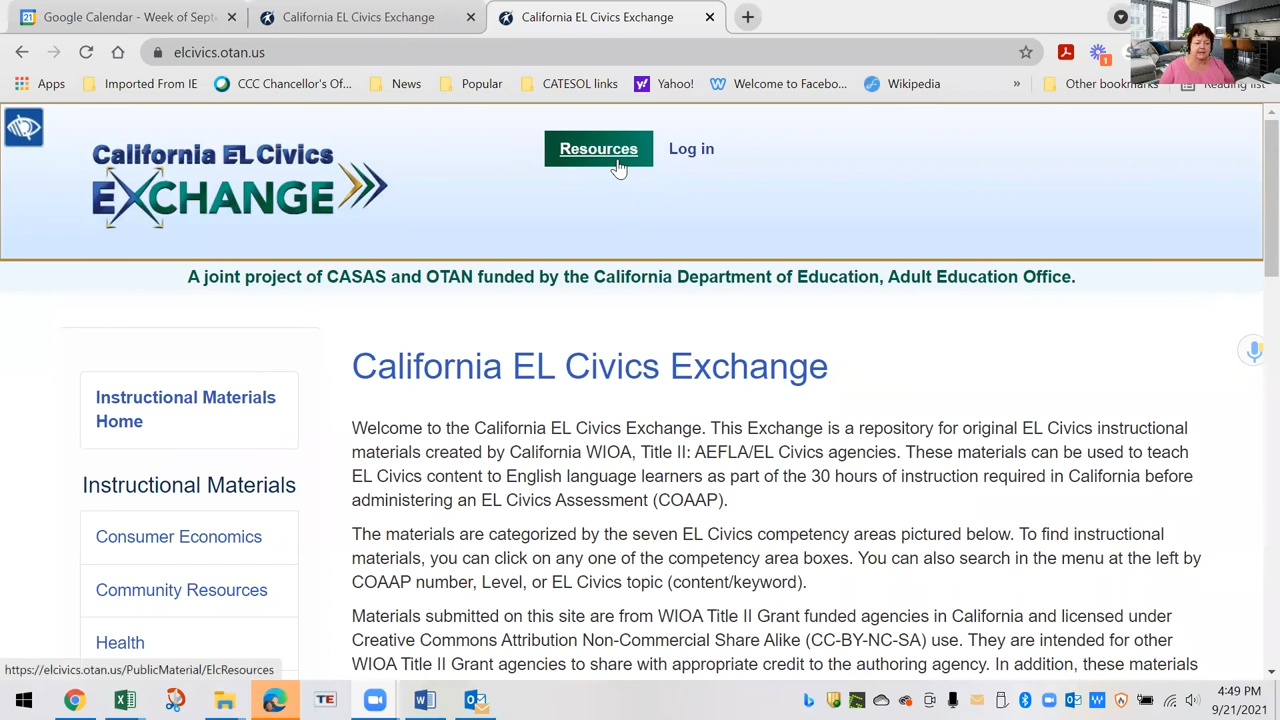 Google Calendar - Week of Sept
California EL Civics Exchange
California EL Civics Exchange
elcivics.otan.us
Apps
Imported From IE
CCC Chancellor's Of...
News
Popular
CATESOL links
Yahoo!
Welcome to Facebo...
Wikipedia
»
Other bookmarks
Reading list
California EL Civics
EXCHANGE
Resources
Log in
A joint project of CASAS and OTAN funded by the California Department of Education, Adult Education Office.
Instructional Materials
Home
Instructional Materials
Consumer Economics
Community Resources
Health
California EL Civics Exchange
Welcome to the California EL Civics Exchange. This Exchange is a repository for original EL Civics instructional
materials created by California WIOA, Title II: AEFLA/EL Civics agencies. These materials can be used to teach
EL Civics content to English language learners as part of the 30 hours of instruction required in California before
administering an EL Civics Assessment (COAAP).
The materials are categorized by the seven EL Civics competency areas pictured below. To find instructional
materials, you can click on any one of the competency area boxes. You can also search in the menu at the left by
COAAP number, Level, or EL Civics topic (content/keyword).
Materials submitted on this site are from WIOA Title II Grant funded agencies in California and licensed under
Creative Commons Attribution Non-Commercial Share Alike (CC-BY-NC-SA) use. They are intended for other
WIOA Title II Grant agencies to share with appropriate credit to the authoring agency. In addition, these materials
https://elcivics.otan.us/PublicMaterial/ElcResources
TE
4:49 PM
9/21/2021